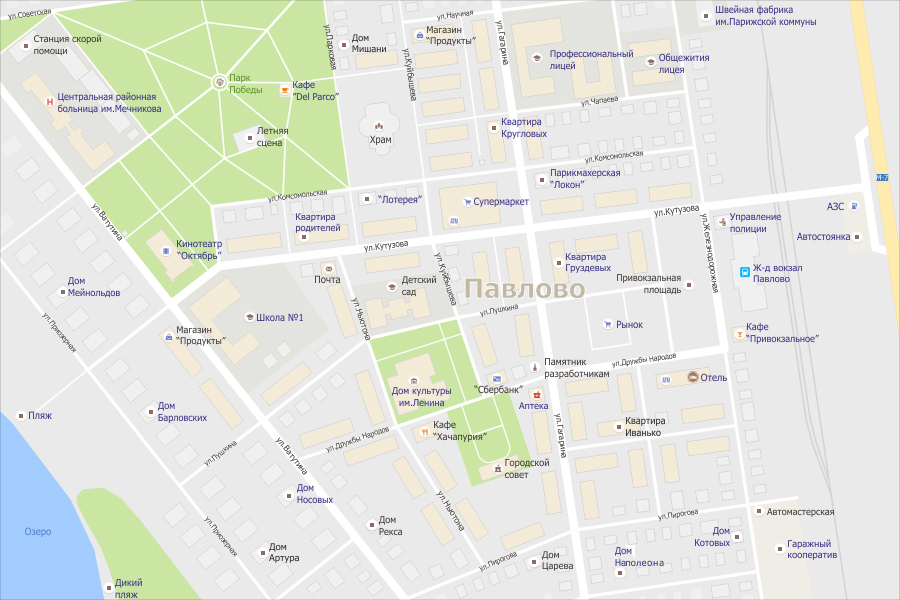 ул.Советская
ул.Научная
Швейная фабрика
им.Парижской коммуны
Станция скорой
помощи
ул.Парковая
Дом
Мишани
ул.Куйбышева
Магазин
"Продукты"
ул.Гагарина
Профессиональный
лицей
Общежития
лицея
Парк
Победы
Кафе
"Del Parco"
Центральная районная
больница им.Мечникова
ул.Чапаева
Летняя
сцена
Храм
Квартира
Кругловых
ул.Комсомольская
Парикмахерская
"Локон"
М-7
ул.Комсомольская
"Лотерея"
Супермаркет
ул.Ватутина
Квартира
родителей
ул.Кутузова
АЗС
Управление
полиции
Автостоянка
Кинотеатр
"Октябрь"
ул.Кутузова
ул.Куйбышева
Квартира
Груздевых
ул.Железнодорожная
Ж-д вокзал
Павлово
Почта
Детский
сад
Павлово
Привокзальная
площадь
Дом
Мейнольдов
ул.Приозерная
Школа №1
ул.Ньютона
ул.Пушкина
Рынок
Кафе
"Привокзальное"
Магазин
"Продукты"
Памятник
разработчикам
ул.Дружбы Народов
Дом культуры
им.Ленина
"Сбербанк"
Отель
Аптека
Пляж
Дом
Барловских
ул.Пушкина
ул.Ватутина
ул.Дружбы Народов
Кафе
"Хачапурия"
ул.Гагарина
Квартира
Иванько
Городской
совет
Дом
Носовых
ул.Ньютона
Озеро
ул.Приозерная
Дом
Рекса
ул.Пирогова
Автомастерская
Дом
Артура
ул.Пирогова
Дом
Царева
Дом
Наполеона
Дом
Котовых
Гаражный
кооператив
Дикий
пляж